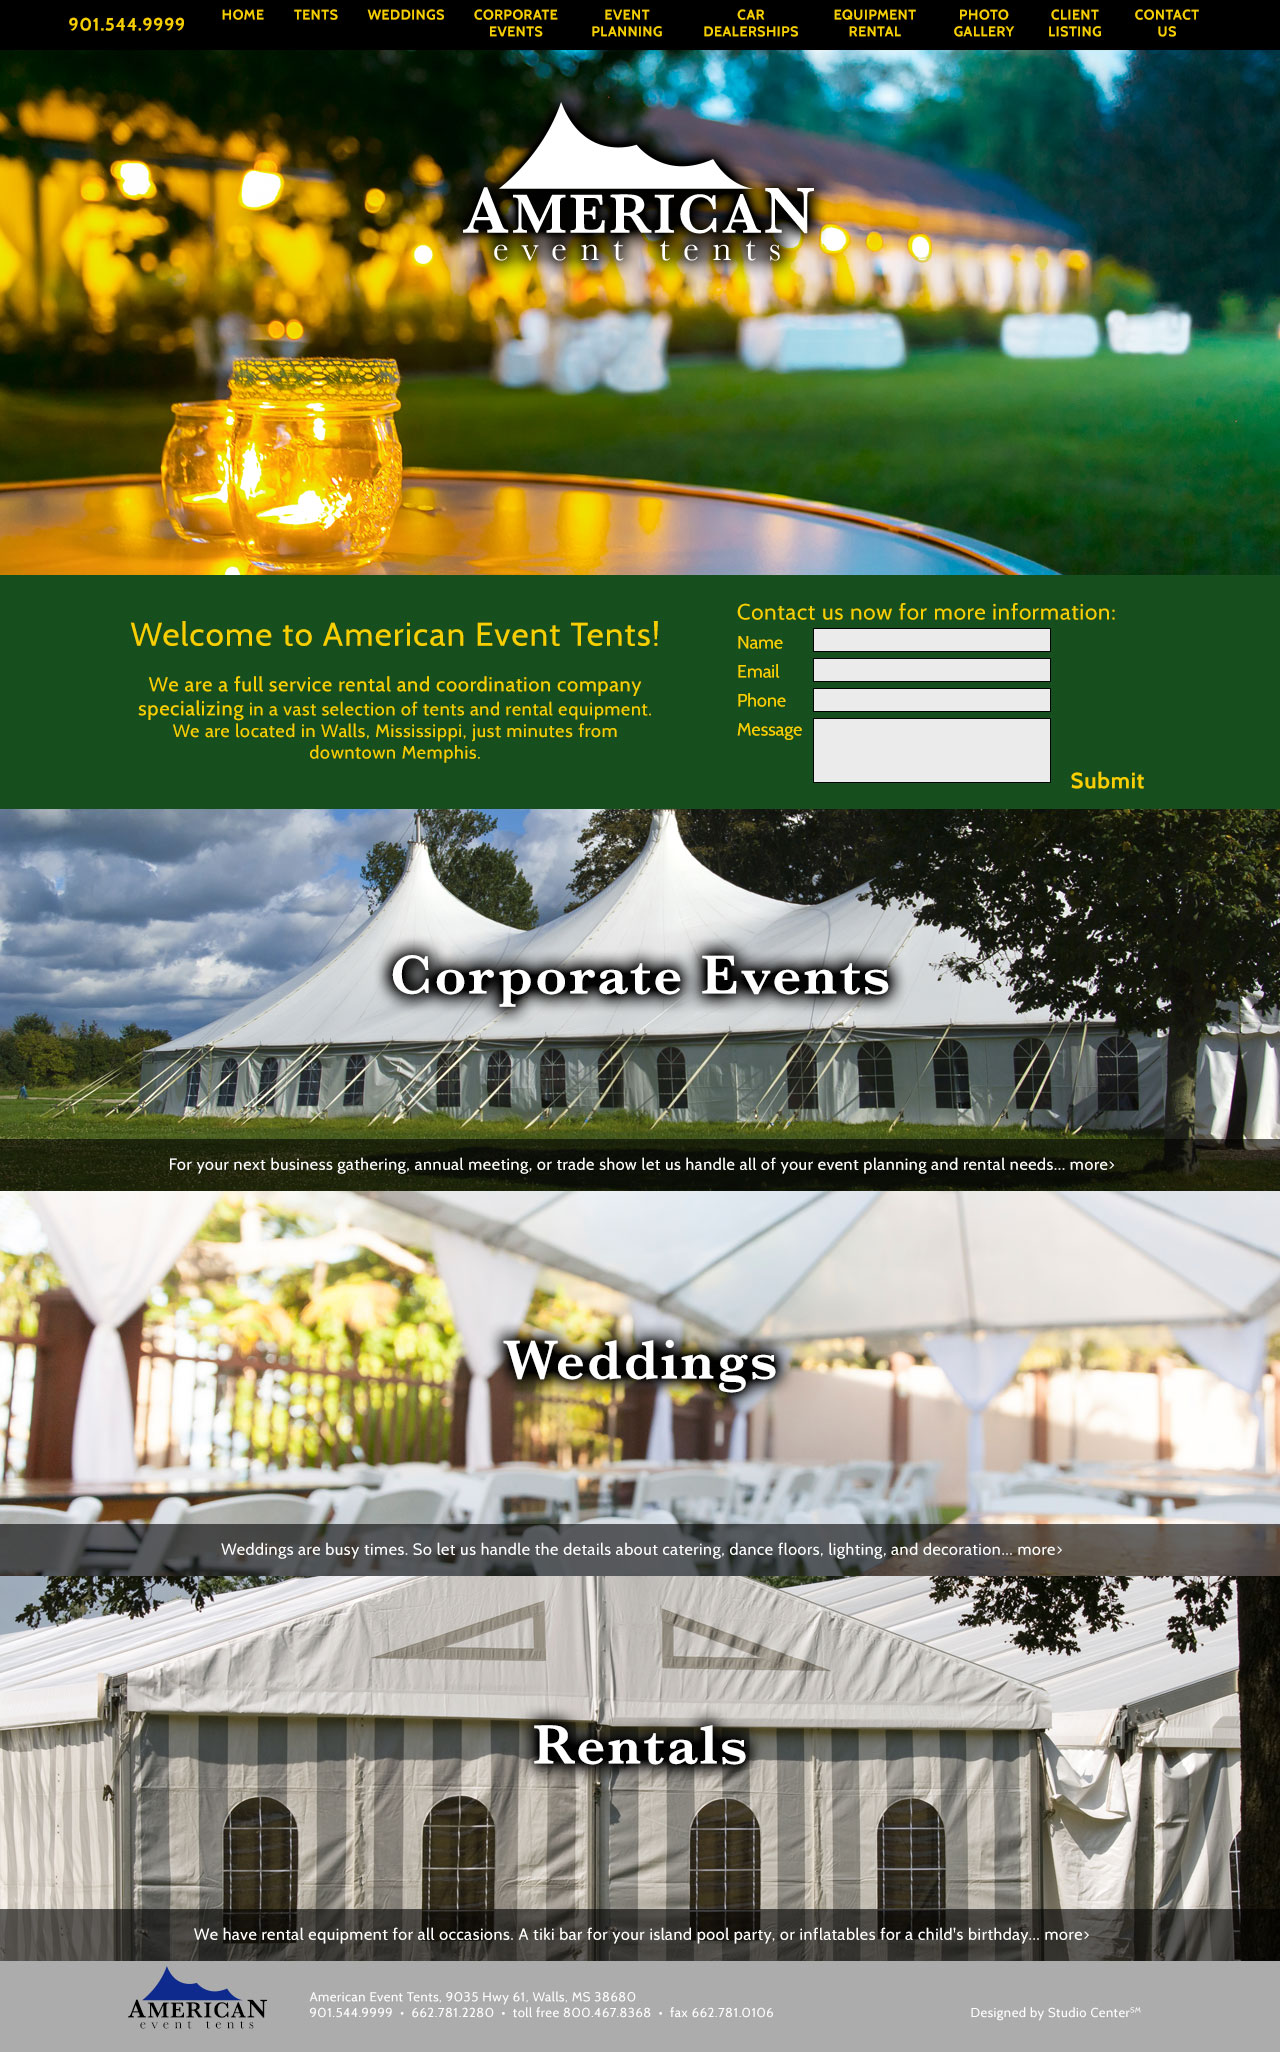 901.544.9999
HOME
TENTS
WEDDINGS
CORPORATE
EVENTS
EVENT
PLANNING
CAR
DEALERSHIPS
EQUIPMENT
RENTAL
PHOTO
GALLERY
CLIENT
LISTING
CONTACT
US
AMERICAN
event tents
Welcome to American Event Tents!
We are a full service rental and coordination company
specializing in a vast selection of tents and rental equipment.
We are located in Walls, Mississippi, just minutes from
downtown Memphis.
Contact us now for more information:
Name
Email
Phone
Message
Submit
Corporate Events
For your next business gathering, annual meeting, or trade show let us handle all of your event planning and rental needs... more>
Weddings
Weddings are busy times. So let us handle the details about catering, dance floors, lighting, and decoration... more>
Rentals
We have rental equipment for all occasions. A tiki bar for your island pool party, or inflatables for a child's birthday... more>
AMERICAN
event tents
American Event Tents, 9035 Hwy 61, Walls, MS 38680
901.544.9999 • 662.781.2280 • toll free 800.467.8368 • fax 662.781.0106
Designed by Studio Center℠